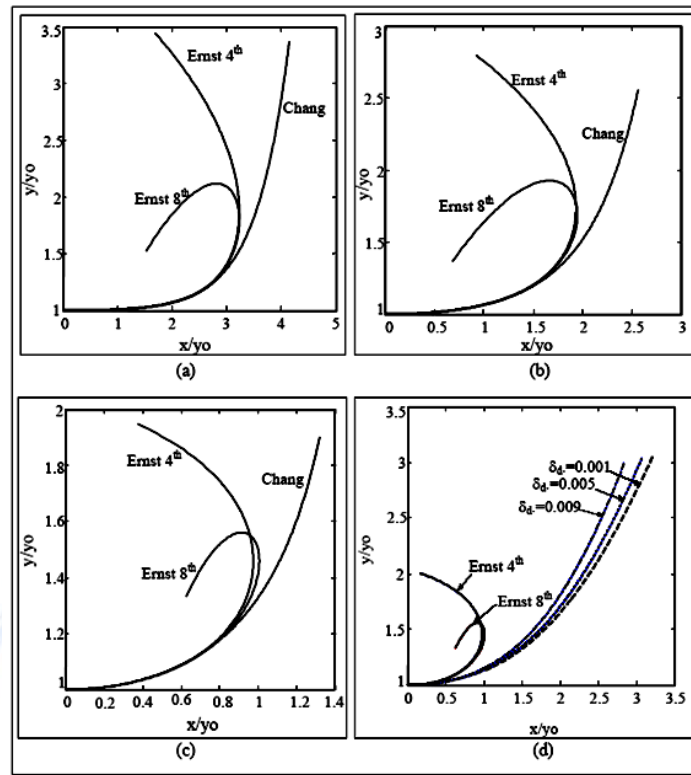 3.5
3
2.5
2
1.5
1
0 1 2 3 4 5
y/yo
x/yo
Ernst 4th
Chang
Ernst 8th
(a)
3
2.5
2
1.5
1
0 0.5 1 1.5 2 2.5 3
y/yo
x/yo
Ernst 4th
Chang
Ernst 8th
(b)
2
1.8
1.6
1.4
1.2
1
0 0.2 0.4 0.6 0.8 1 1.2 1.4
y/yo
x/yo
Ernst 4th
Chang
Ernst 8th
(c)
3.5
3
2.5
2
1.5
1
0 0.5 1 1.5 2 2.5 3 3.5
y/yo
x/yo
δd-=0.001
δd-=0.005
δd-=0.009
Ernst 4th
Ernst 8th
(d)